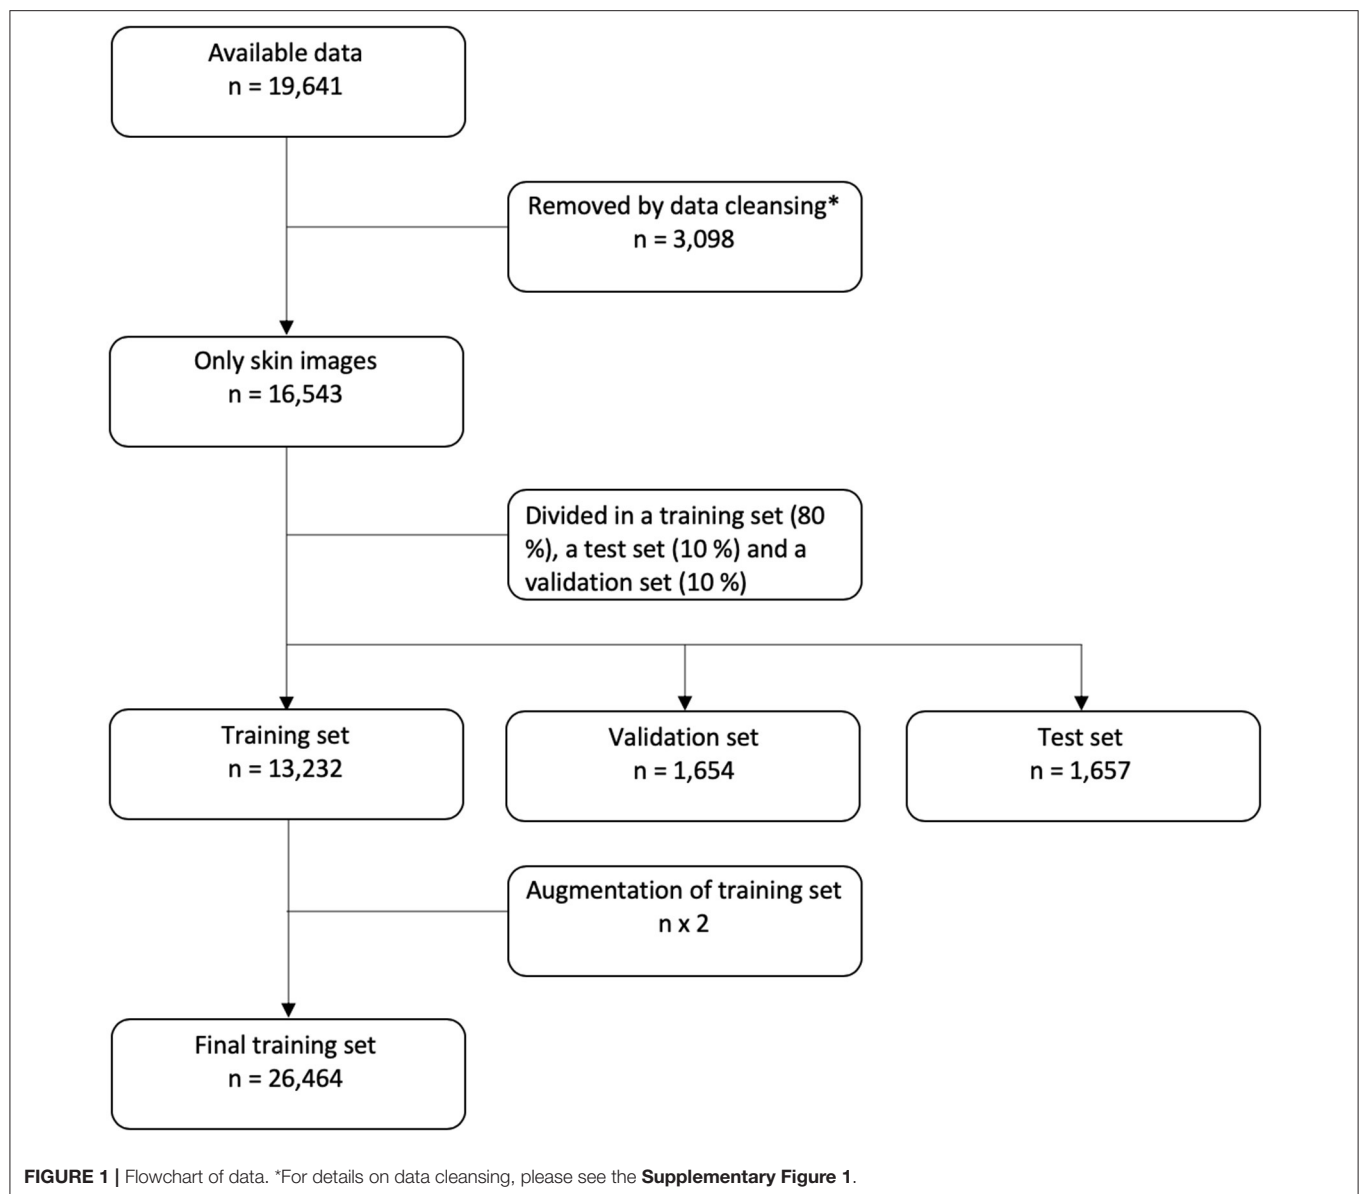 Available data
n = 19,641
Removed by data cleansing*
n = 3,098
Only skin images
n = 16,543
Divided in a training set (80
%), a test set (10 %) and a
validation set (10 %)
Training set
n = 13,232
Validation set
n = 1,654
Test set
n = 1,657
Augmentation of training set
n x 2
Final training set
n = 26,464
FIGURE 1 | Flowchart of data. *For details on data cleansing, please see the Supplementary Figure 1.